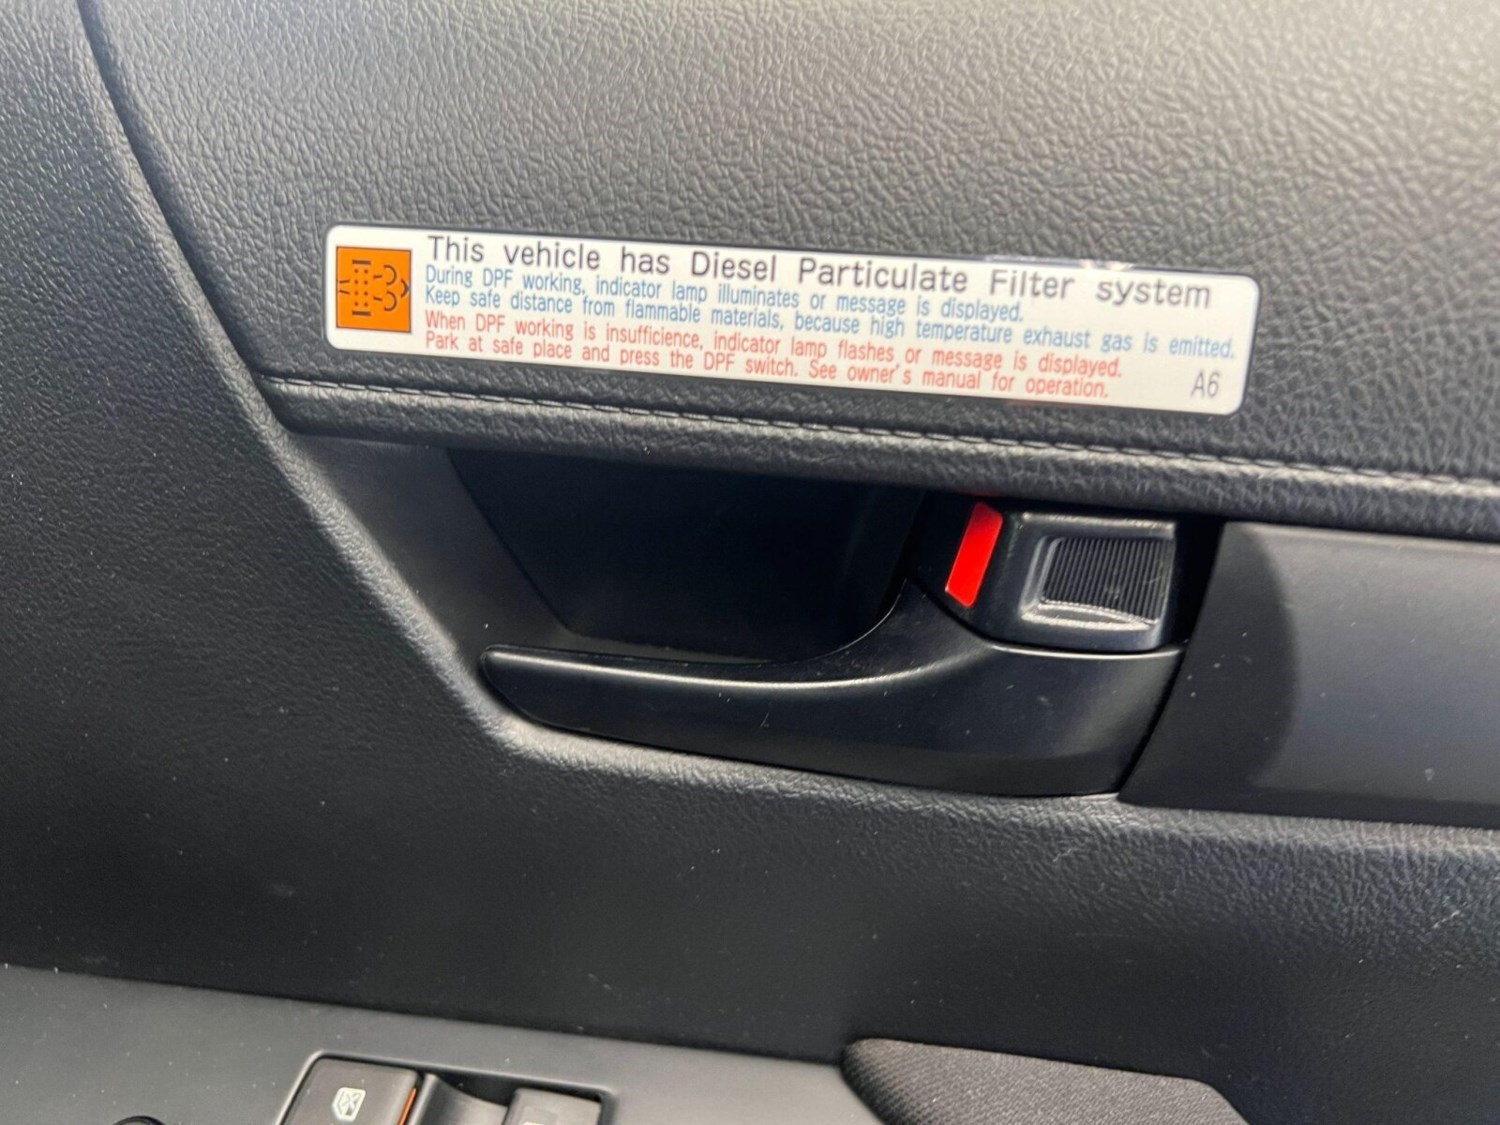 This vehicle has Diesel Particulate Filter system
During DPF working, indicator lamp illuminates or message is displayed.
Keep safe distance from flammable materials, because high temperature exhaust gas is emitted.
When DPF working is insufficience, indicator lamp flashes or message is displayed.
Park at safe place and press the DPF switch. See owner's manual for operation.
A6